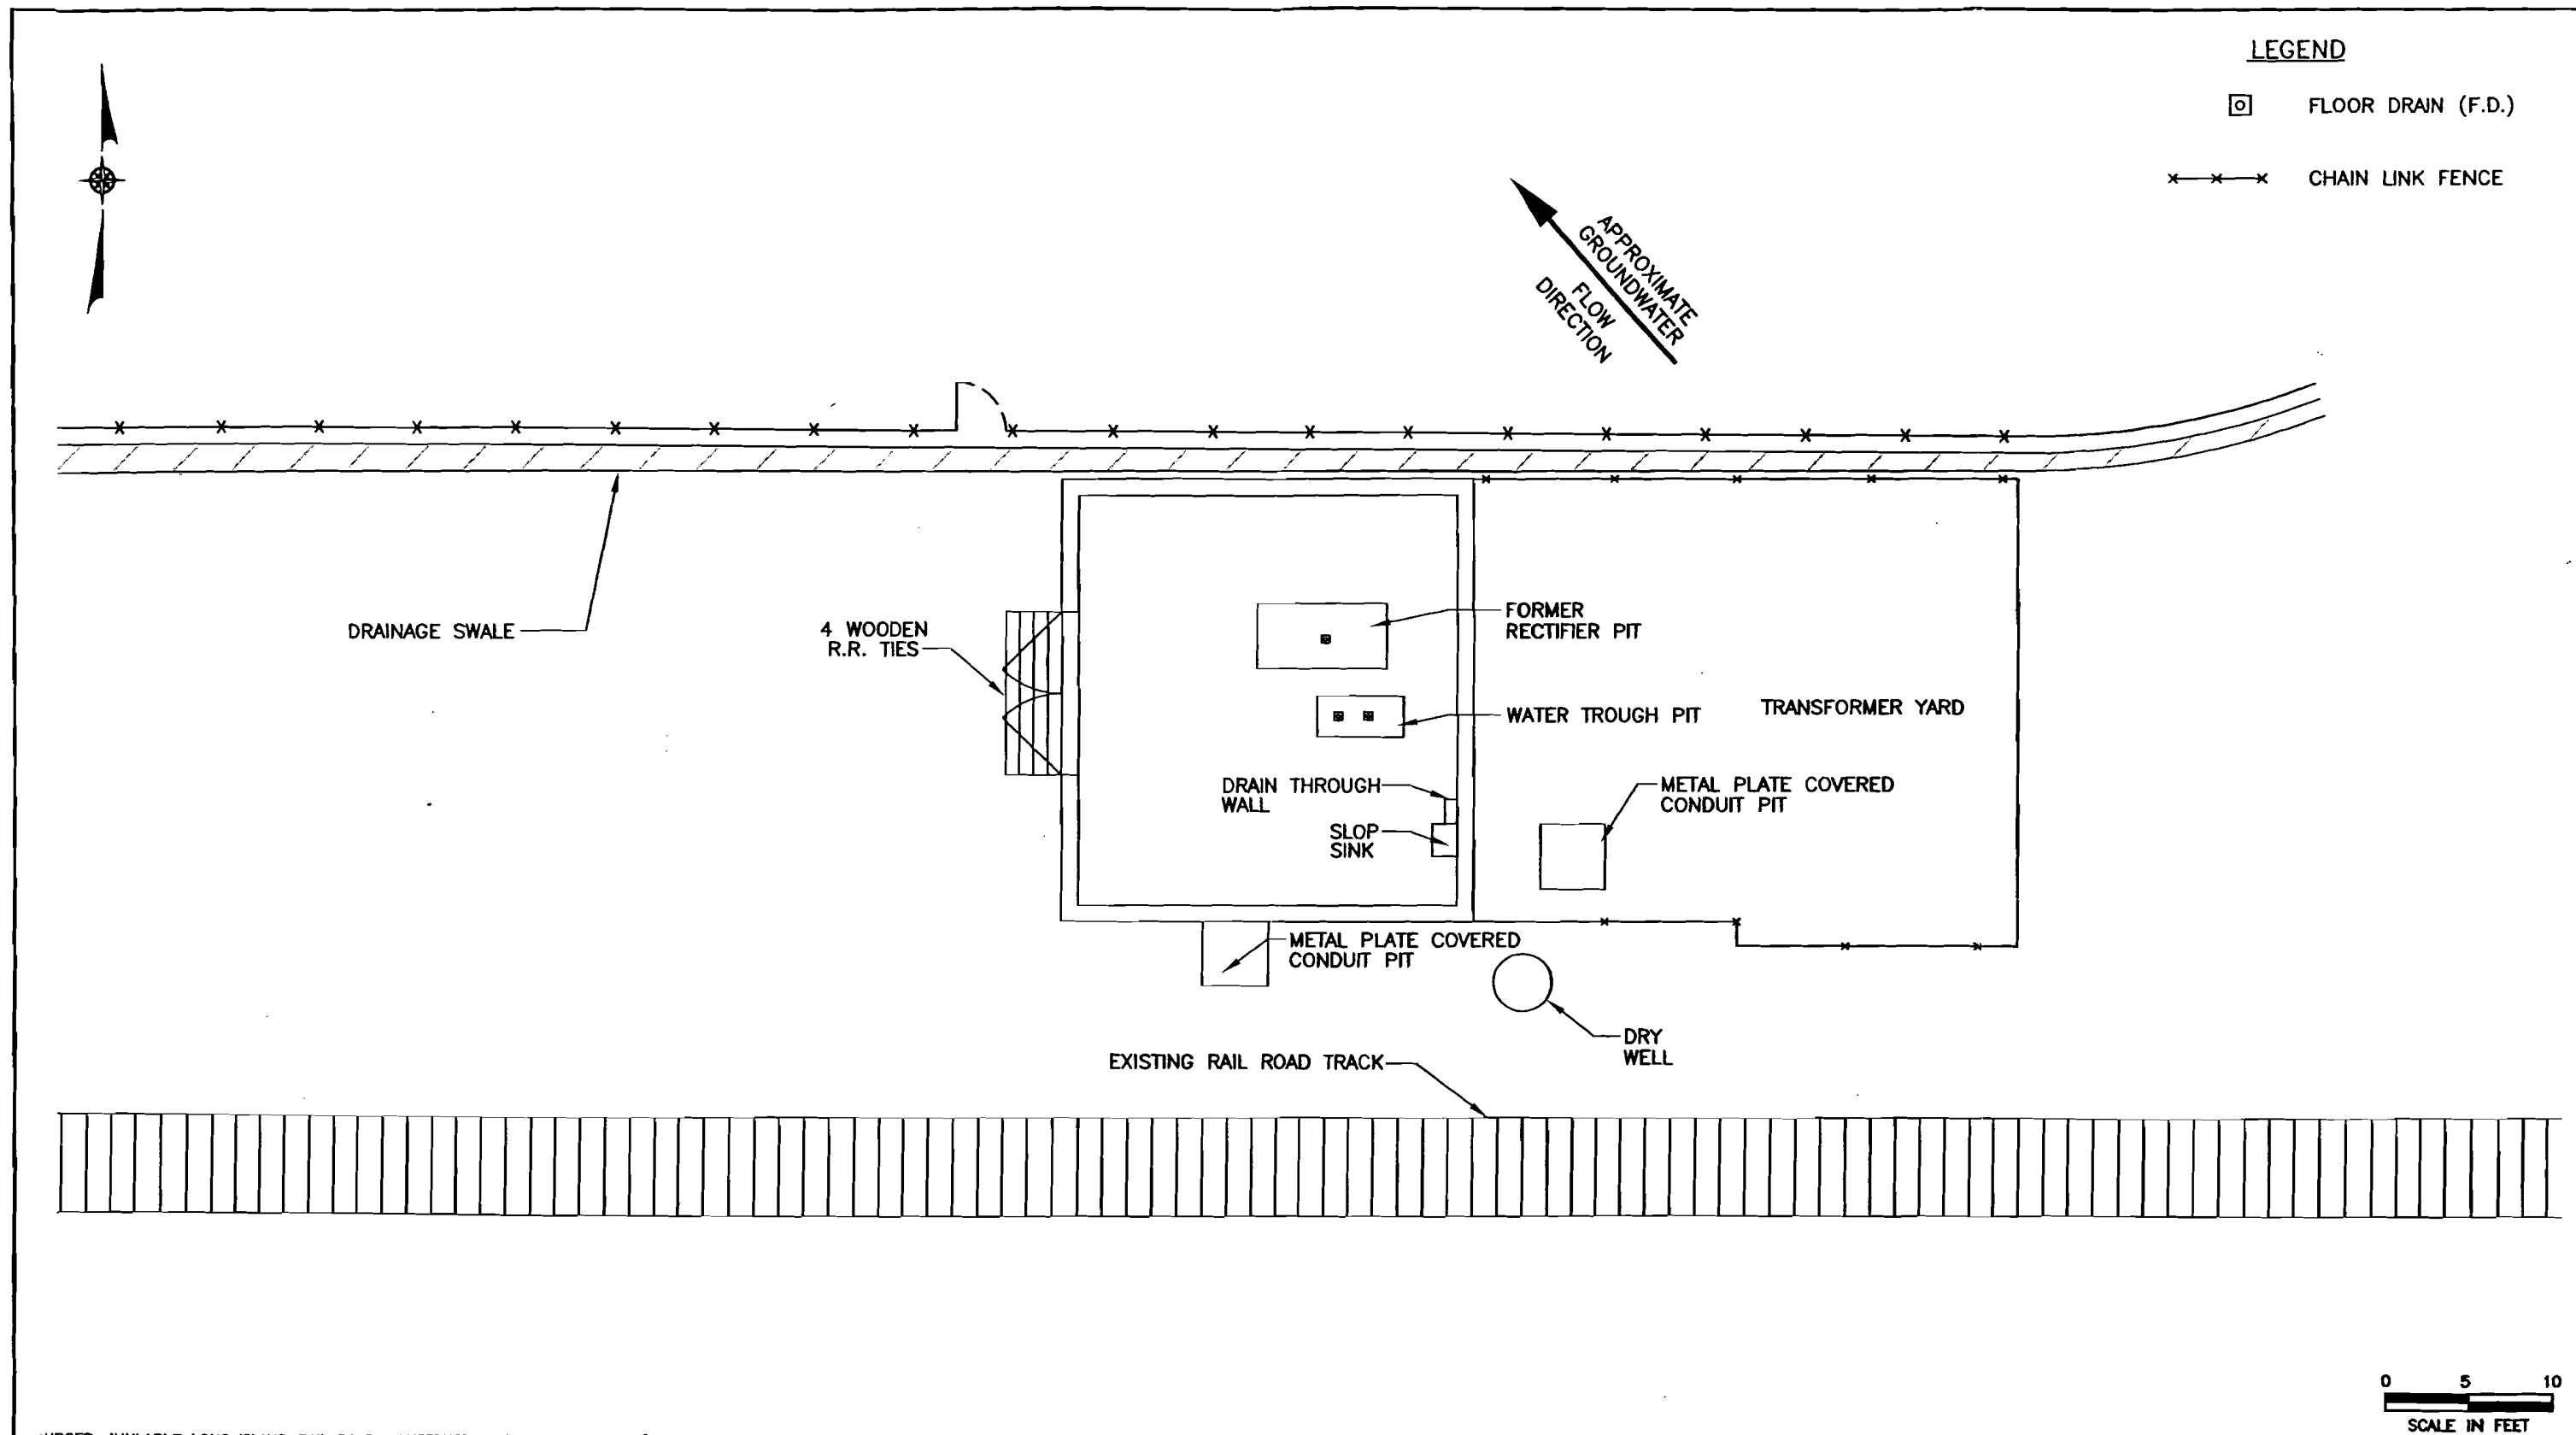 LEGEND
FLOOR DRAIN (F.D.)
CHAIN LINK FENCE
APPROXIMATE
GROUNDWATER
FLOW
DIRECTION
DRAINAGE SWALE
4 WOODEN
R.R. TIES
FORMER
RECTIFIER PIT
WATER TROUGH PIT
TRANSFORMER YARD
DRAIN THROUGH
WALL
SLOP
SINK
METAL PLATE COVERED
CONDUIT PIT
METAL PLATE COVERED
CONDUIT PIT
DRY
WELL
EXISTING RAIL ROAD TRACK
0 5 10
SCALE IN FEET